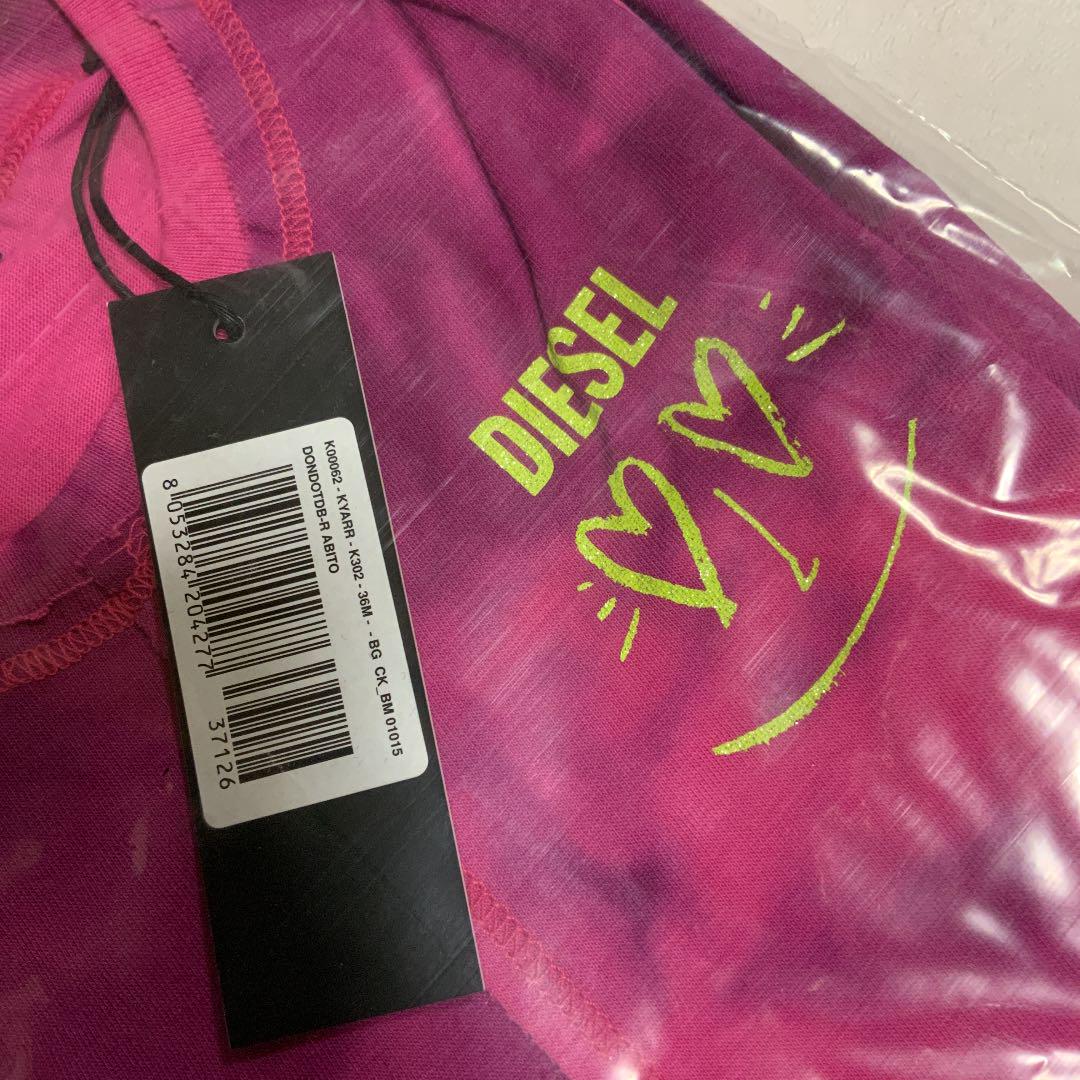 DIESEL
K00062 - KYARR - K302 - 36M - - BG CK_BM 01015
DONDOTDB-R ABITO
8 053284 204277
37126